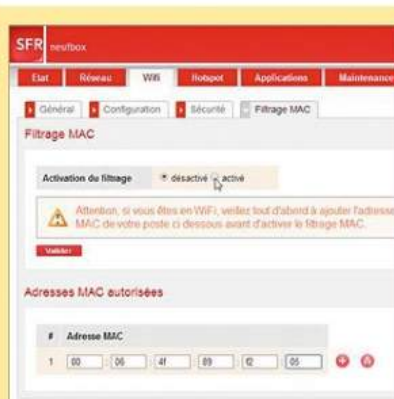 SFR neufbox
Etat Réseau Wifi Hotspot Applications Maintenance
Général Configuration Sécurité Filtrage MAC
Filtrage MAC
Activation du filtrage désactivé activé
Attention, si vous êtes en WiFi, veillez tout d'abord à ajouter l'adresse
MAC de votre poste ci dessous avant d'activer le filtrage MAC.
Valider
Adresses MAC autorisées
# Adresse MAC
1 00 : 06 : 4f : 89 : f2 : 05